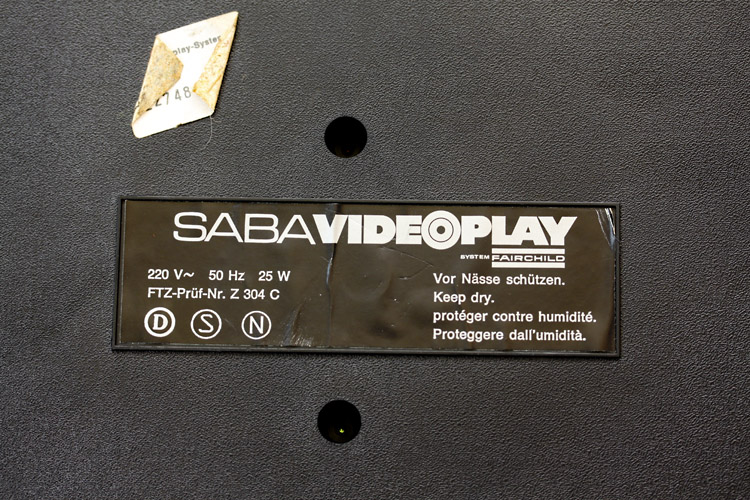 play-System
2748
SABAVIDEOPLAY
SYSTEM FAIRCHILD
220 V~ 50 Hz 25 W
FTZ-Prüf-Nr. Z 304 C
D S N
Vor Nässe schützen.
Keep dry.
protéger contre humidité.
Proteggere dall'umidità.